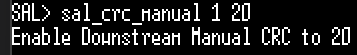 SAL> sal_crc_manual 1 20
Enable Downstream Manual CRC to 20